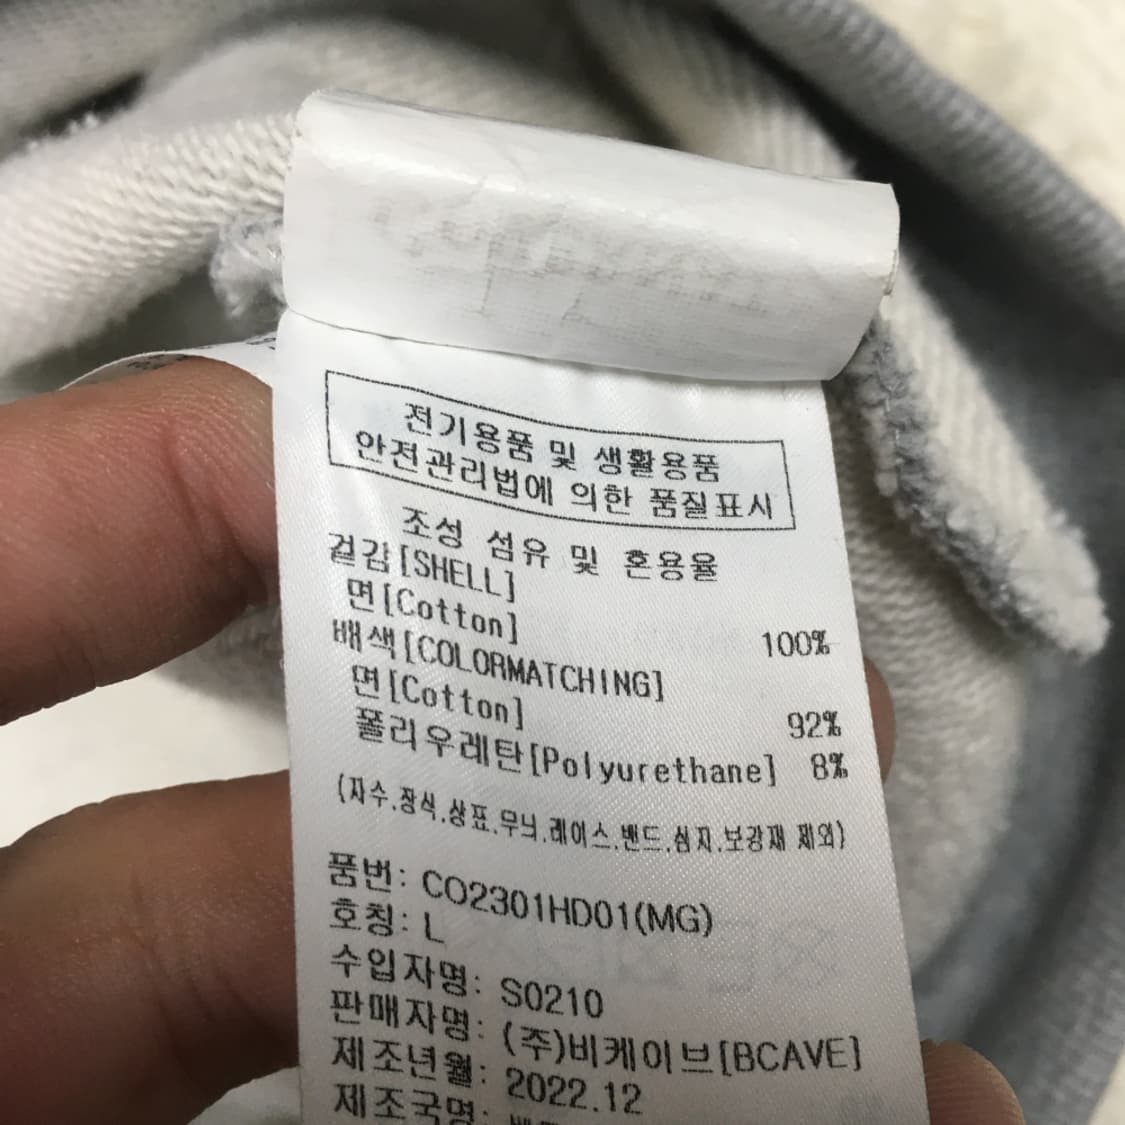 전기용품 및 생활용품
안전관리법에 의한 품질표시
조성 섬유 및 혼용율
겉감[SHELL]
면[Cotton] 100%
배색[COLORMATCHING]
면[Cotton] 92%
폴리우레탄[Polyurethane] 8%
(자수.장식.상표.무늬.레이스.밴드.심지.보강재 제외)
품번: CO2301HD01(MG)
호칭: L
수입자명: S0210
판매자명: (주)비케이브[BCAVE]
제조년월: 2022.12
제조국명: